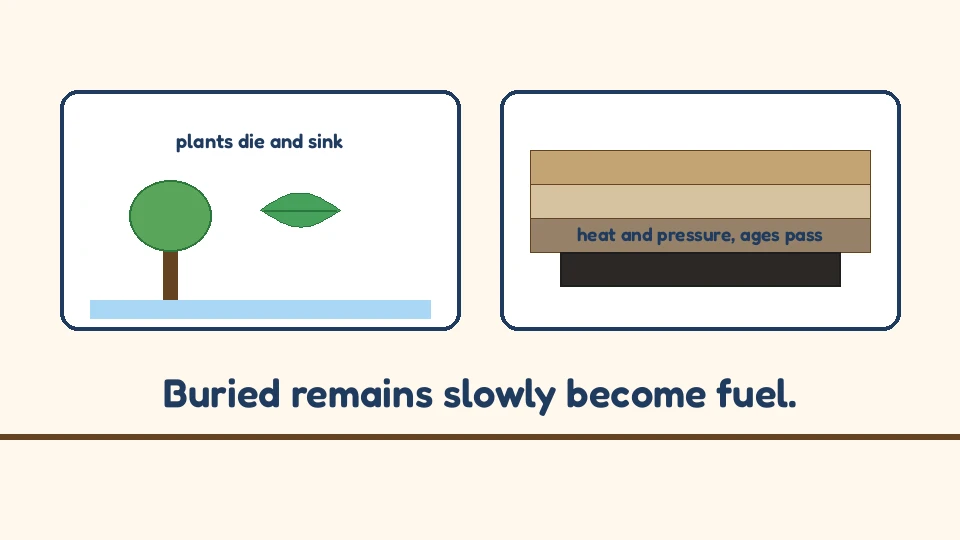 plants die and sink
heat and pressure, ages pass
Buried remains slowly become fuel.